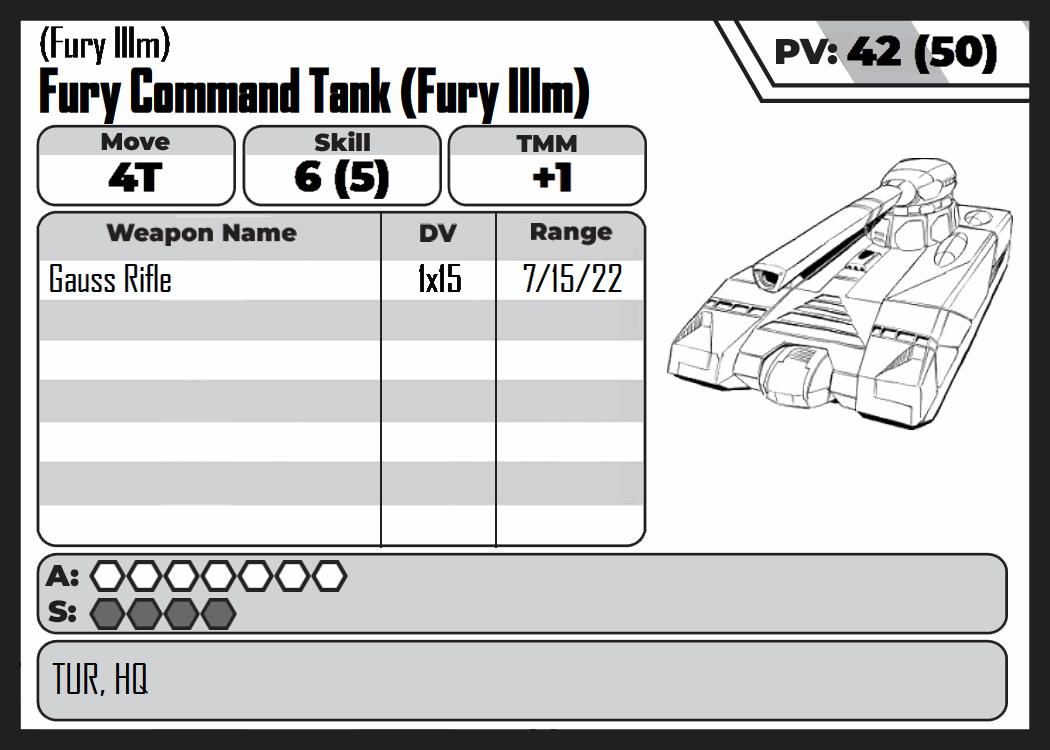 (Fury IIIm)
PV: 42 (50)
Fury Command Tank (Fury IIIm)
Move Skill TMM
4T 6 (5) +1
Weapon Name DV Range
Gauss Rifle 1x15 7/15/22
A:
S:
TUR, HQ